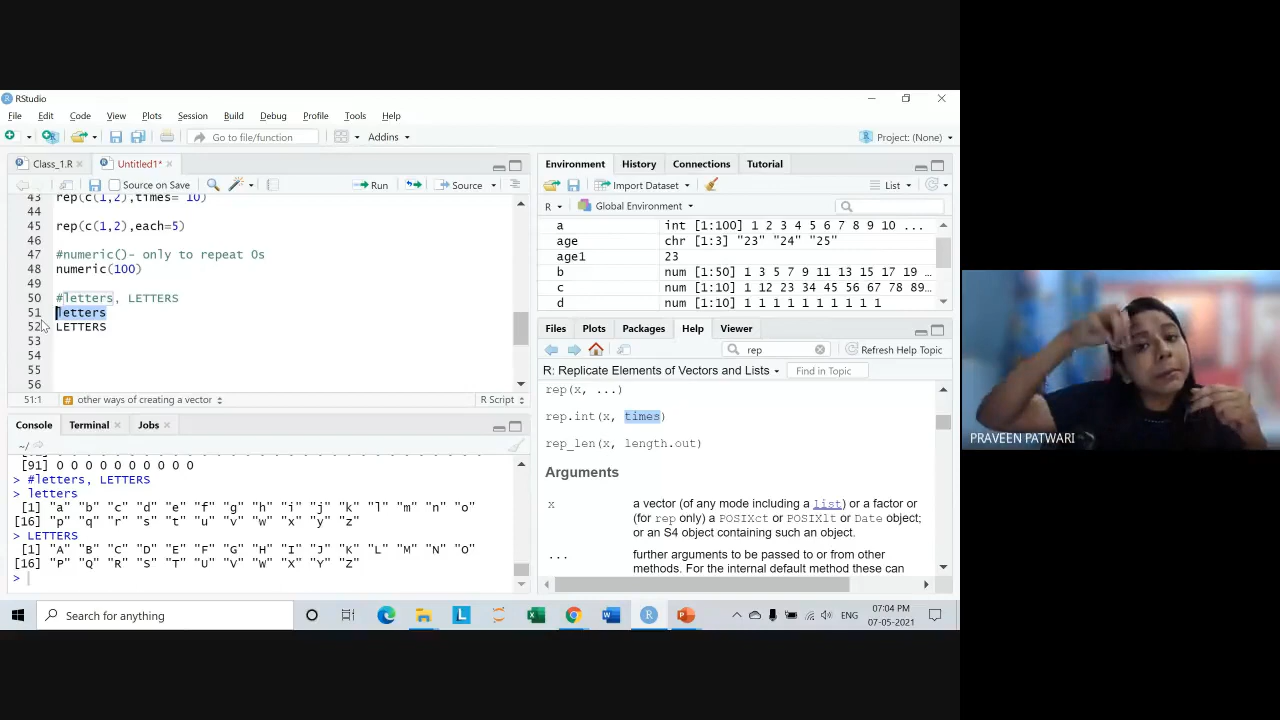 RStudio
File Edit Code View Plots Session Build Debug Profile Tools Help
Go to file/function Addins Project: (None)
Class_1.R Untitled1*
Source on Save Run Source
43 rep(c(1,2),times= 10)
44
45 rep(c(1,2),each=5)
46
47 #numeric()- only to repeat 0s
48 numeric(100)
49
50 #letters, LETTERS
51 letters
52 LETTERS
53
54
55
56
51:1 # other ways of creating a vector R Script
Console Terminal Jobs
~/
[91] 0 0 0 0 0 0 0 0 0 0
> #letters, LETTERS
> letters
[1] "a" "b" "c" "d" "e" "f" "g" "h" "i" "j" "k" "l" "m" "n" "o"
[16] "p" "q" "r" "s" "t" "u" "v" "w" "x" "y" "z"
> LETTERS
[1] "A" "B" "C" "D" "E" "F" "G" "H" "I" "J" "K" "L" "M" "N" "O"
[16] "P" "Q" "R" "S" "T" "U" "V" "W" "X" "Y" "Z"
>
Environment History Connections Tutorial
Import Dataset List
R Global Environment
a int [1:100] 1 2 3 4 5 6 7 8 9 10 ...
age chr [1:3] "23" "24" "25"
age1 23
b num [1:50] 1 3 5 7 9 11 13 15 17 19 …
c num [1:10] 1 12 23 34 45 56 67 78 89…
d num [1:10] 1 1 1 1 1 1 1 1 1
Files Plots Packages Help Viewer
rep Refresh Help Topic
R: Replicate Elements of Vectors and Lists Find in Topic
rep(x, ...)
rep.int(x, times)
rep_len(x, length.out)
Arguments
x a vector (of any mode including a list) or a factor or
(for rep only) a POSIXct or POSIXlt or Date object;
or an S4 object containing such an object.
... further arguments to be passed to or from other
methods. For the internal default method these can
PRAVEEN PATWARI
Search for anything
ENG
07:04 PM
07-05-2021